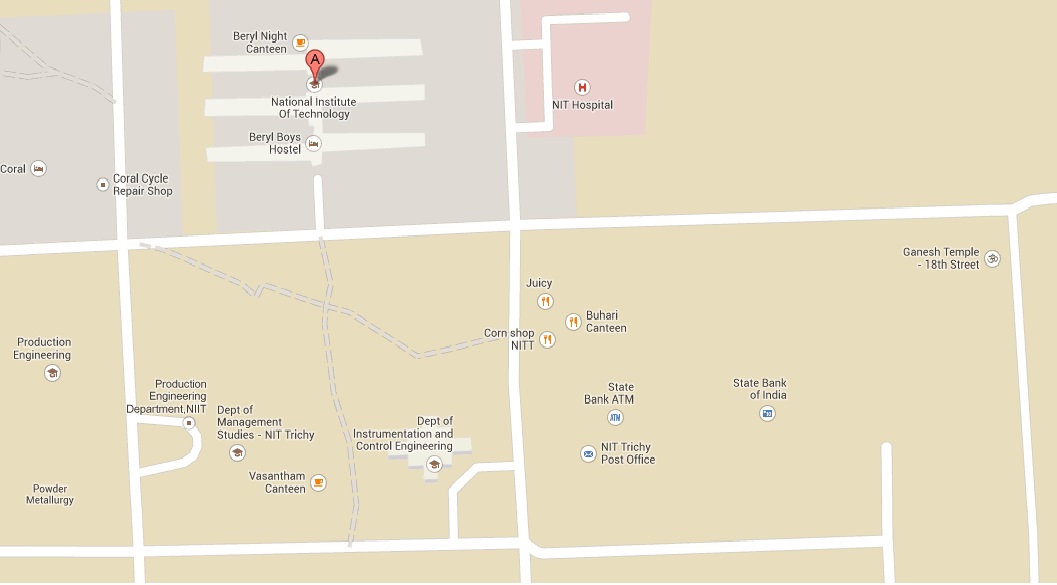 Beryl Night
Canteen
A
National Institute
Of Technology
Beryl Boys
Hostel
H
NIT Hospital
Coral
Coral Cycle
Repair Shop
Ganesh Temple
- 18th Street
ॐ
Juicy
Buhari
Canteen
Corn shop
NITT
Production
Engineering
Production
Engineering
Department,NIIT
Dept of
Management
Studies - NIT Trichy
Dept of
Instrumentation and
Control Engineering
State
Bank ATM
ATM
State Bank
of India
NIT Trichy
Post Office
Vasantham
Canteen
Powder
Metallurgy